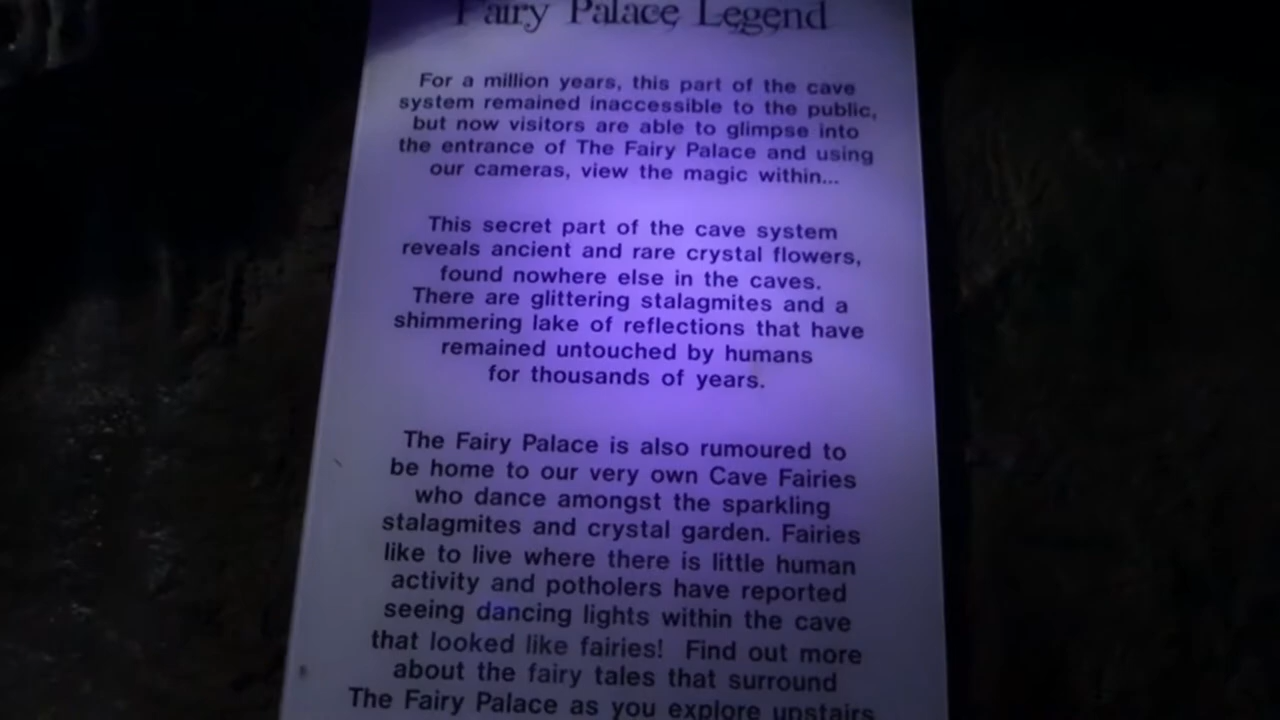 Fairy Palace Legend
For a million years, this part of the cave
system remained inaccessible to the public,
but now visitors are able to glimpse into
the entrance of The Fairy Palace and using
our cameras, view the magic within...
This secret part of the cave system
reveals ancient and rare crystal flowers,
found nowhere else in the caves.
There are glittering stalagmites and a
shimmering lake of reflections that have
remained untouched by humans
for thousands of years.
The Fairy Palace is also rumoured to
be home to our very own Cave Fairies
who dance amongst the sparkling
stalagmites and crystal garden. Fairies
like to live where there is little human
activity and potholers have reported
seeing dancing lights within the cave
that looked like fairies! Find out more
about the fairy tales that surround
The Fairy Palace as you explore upstairs